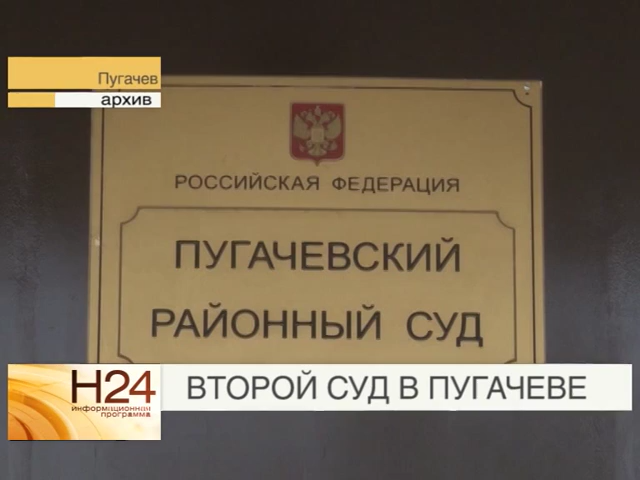 Пугачев
архив
РОССИЙСКАЯ ФЕДЕРАЦИЯ
ПУГАЧЕВСКИЙ
РАЙОННЫЙ СУД
Н24
информационная
программа
ВТОРОЙ СУД В ПУГАЧЕВЕ